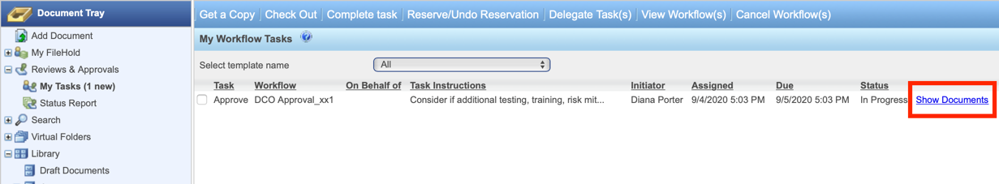 Document Tray
Get a Copy Check Out Complete task Reserve/Undo Reservation Delegate Task(s) View Workflow(s) Cancel Workflow(s)
Add Document
My FileHold
Reviews & Approvals
My Tasks (1 new)
Status Report
Search
Virtual Folders
Library
Draft Documents
My Workflow Tasks ?
Select template name All
Task Workflow On Behalf of Task Instructions Initiator Assigned Due Status
Approve DCO Approval_xx1 Consider if additional testing, training, risk mit... Diana Porter 9/4/2020 5:03 PM 9/5/2020 5:03 PM In Progress Show Documents